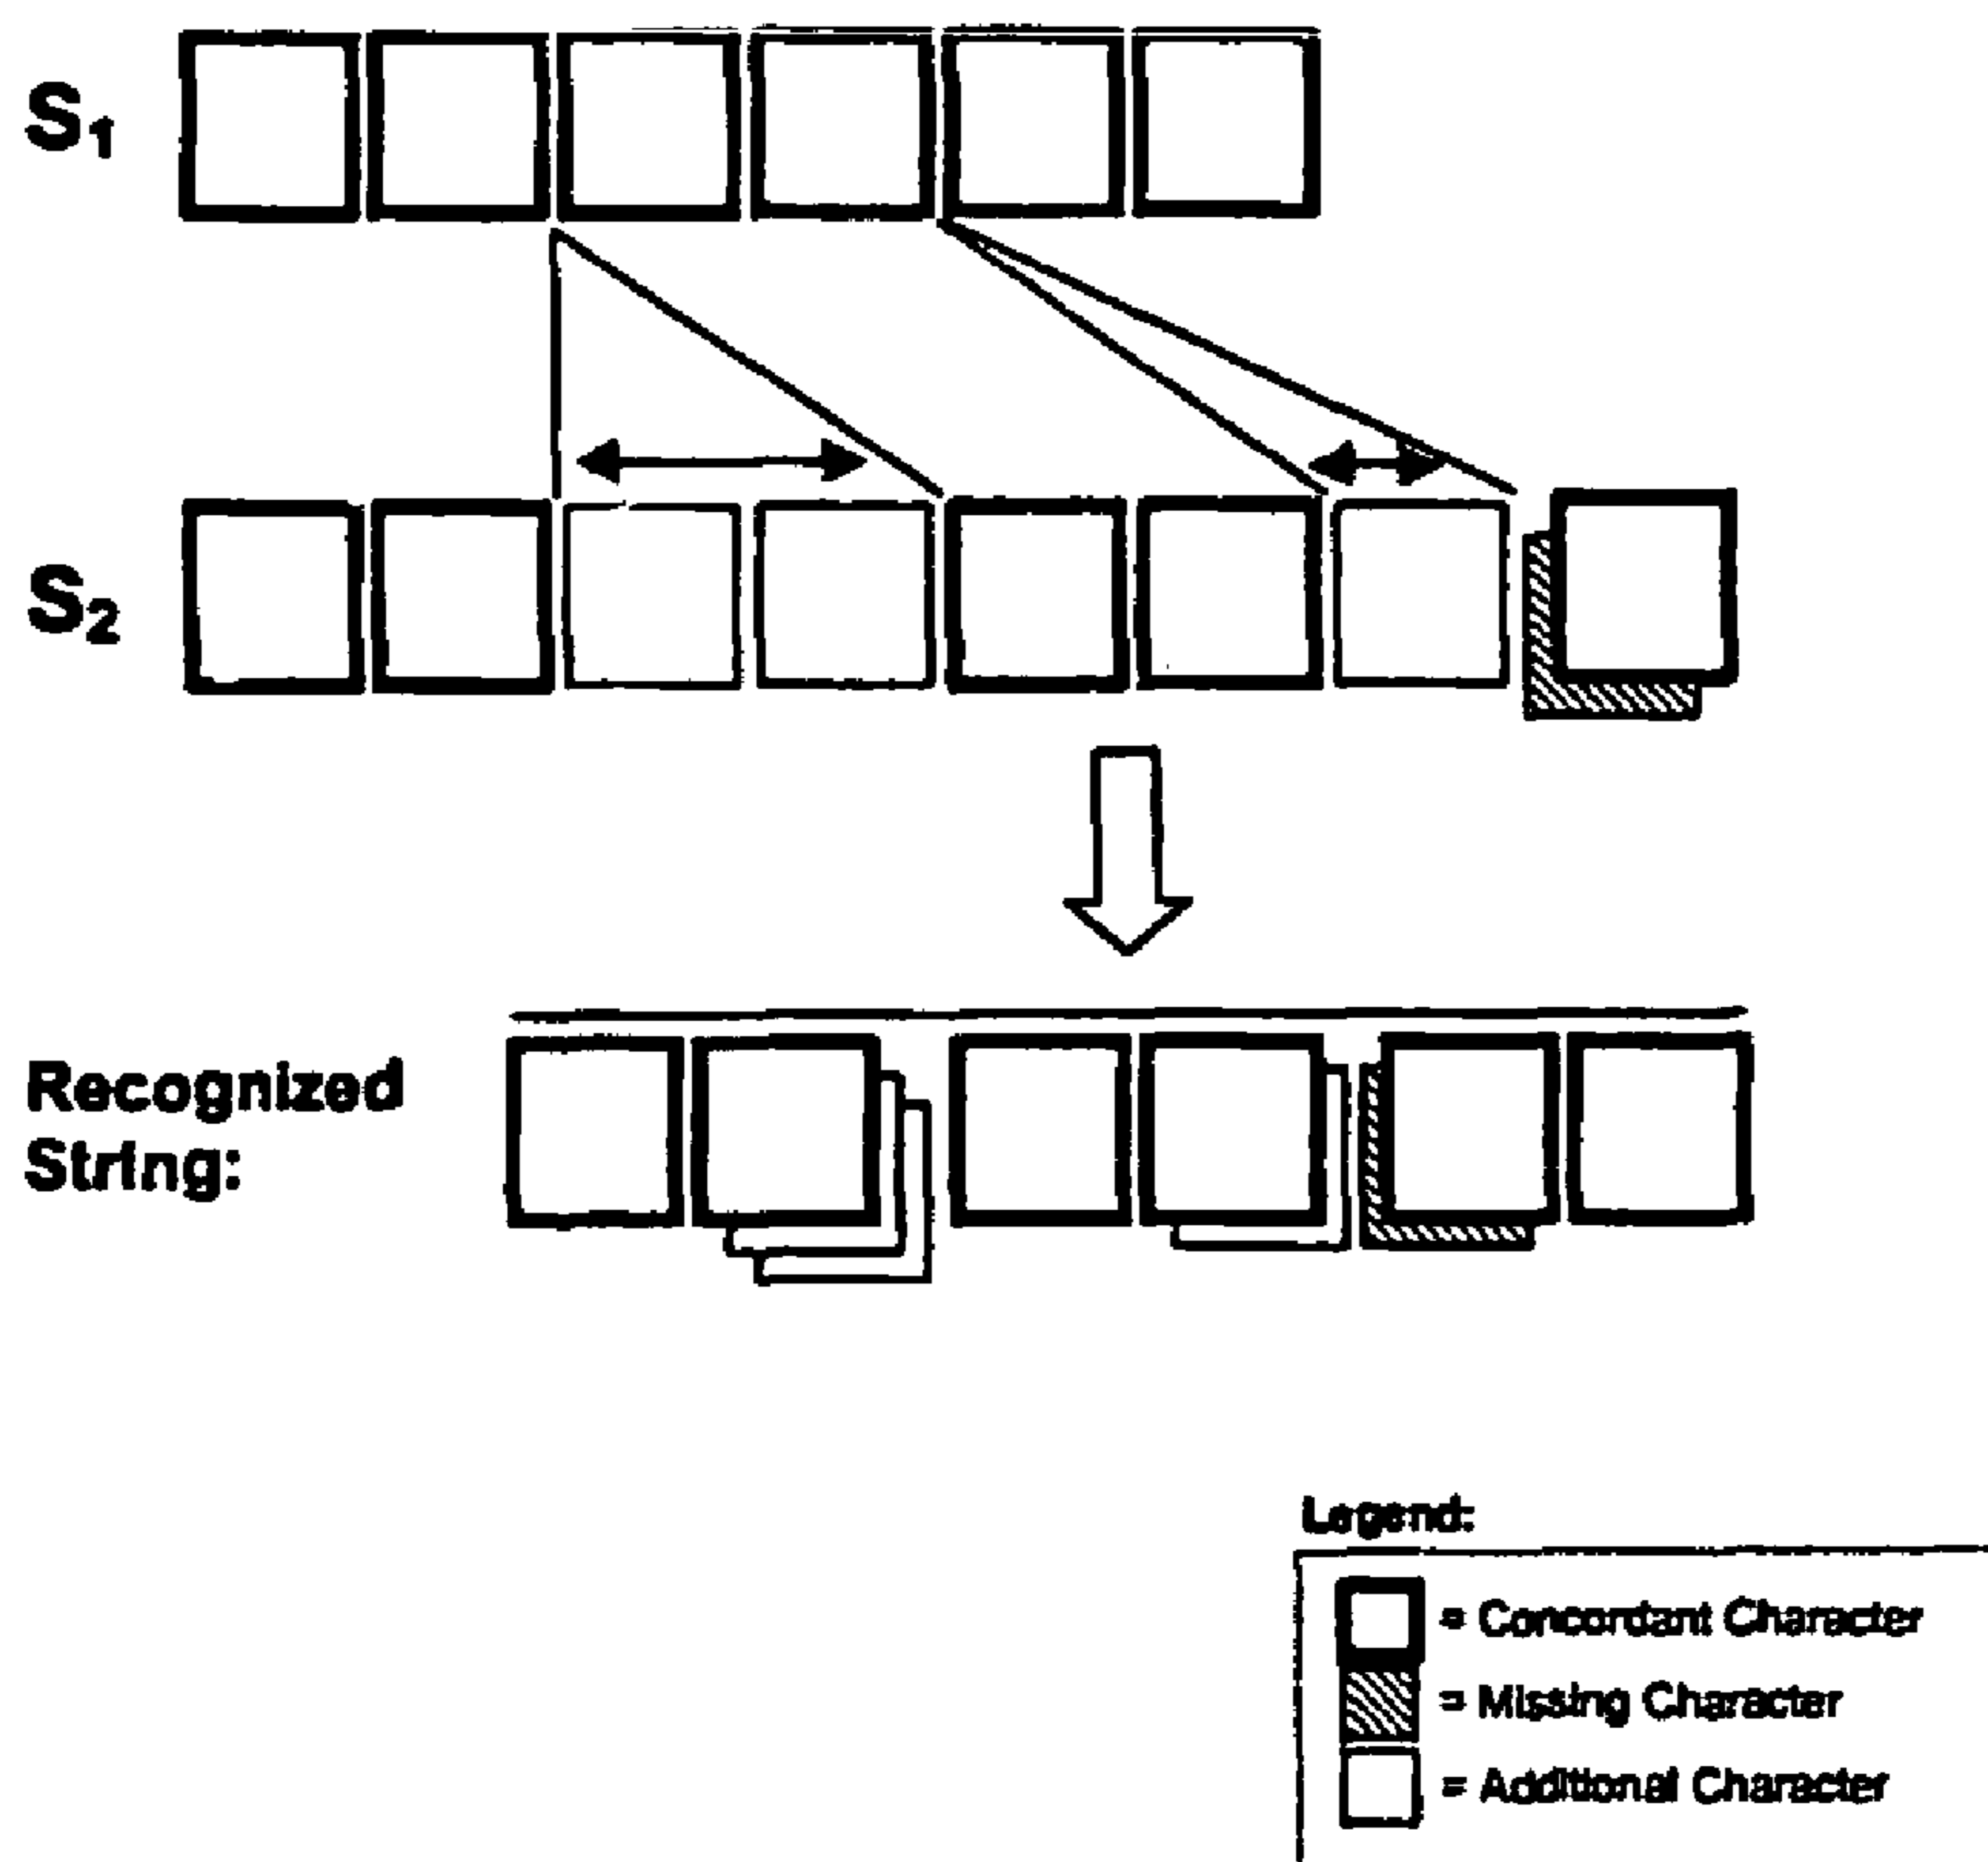 S₁
S₂
Recognized
String:
Legend:
= Concordant Character
= Missing Character
= Additional Character